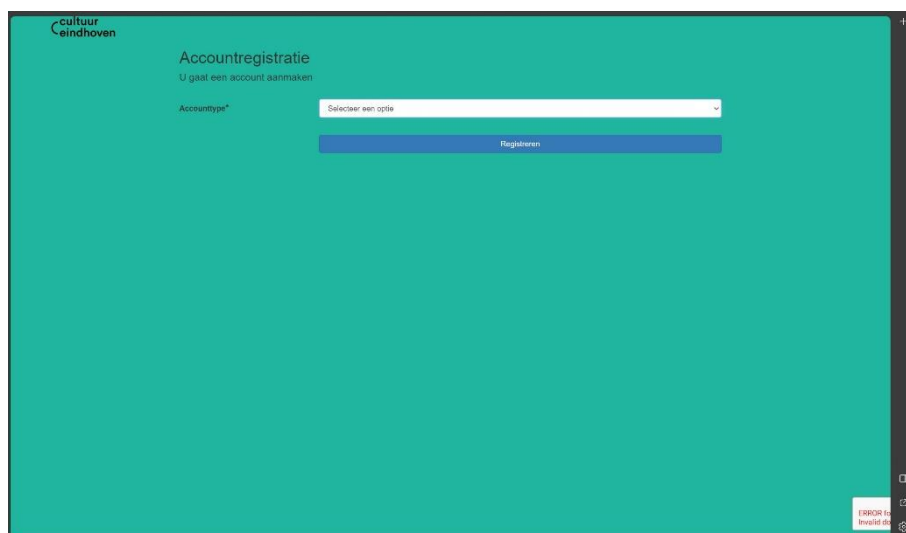 cultuur
eindhoven
Accountregistratie
U gaat een account aanmaken
Accounttype*
Selecteer een optie
Registreren
ERROR fo
Invalid do